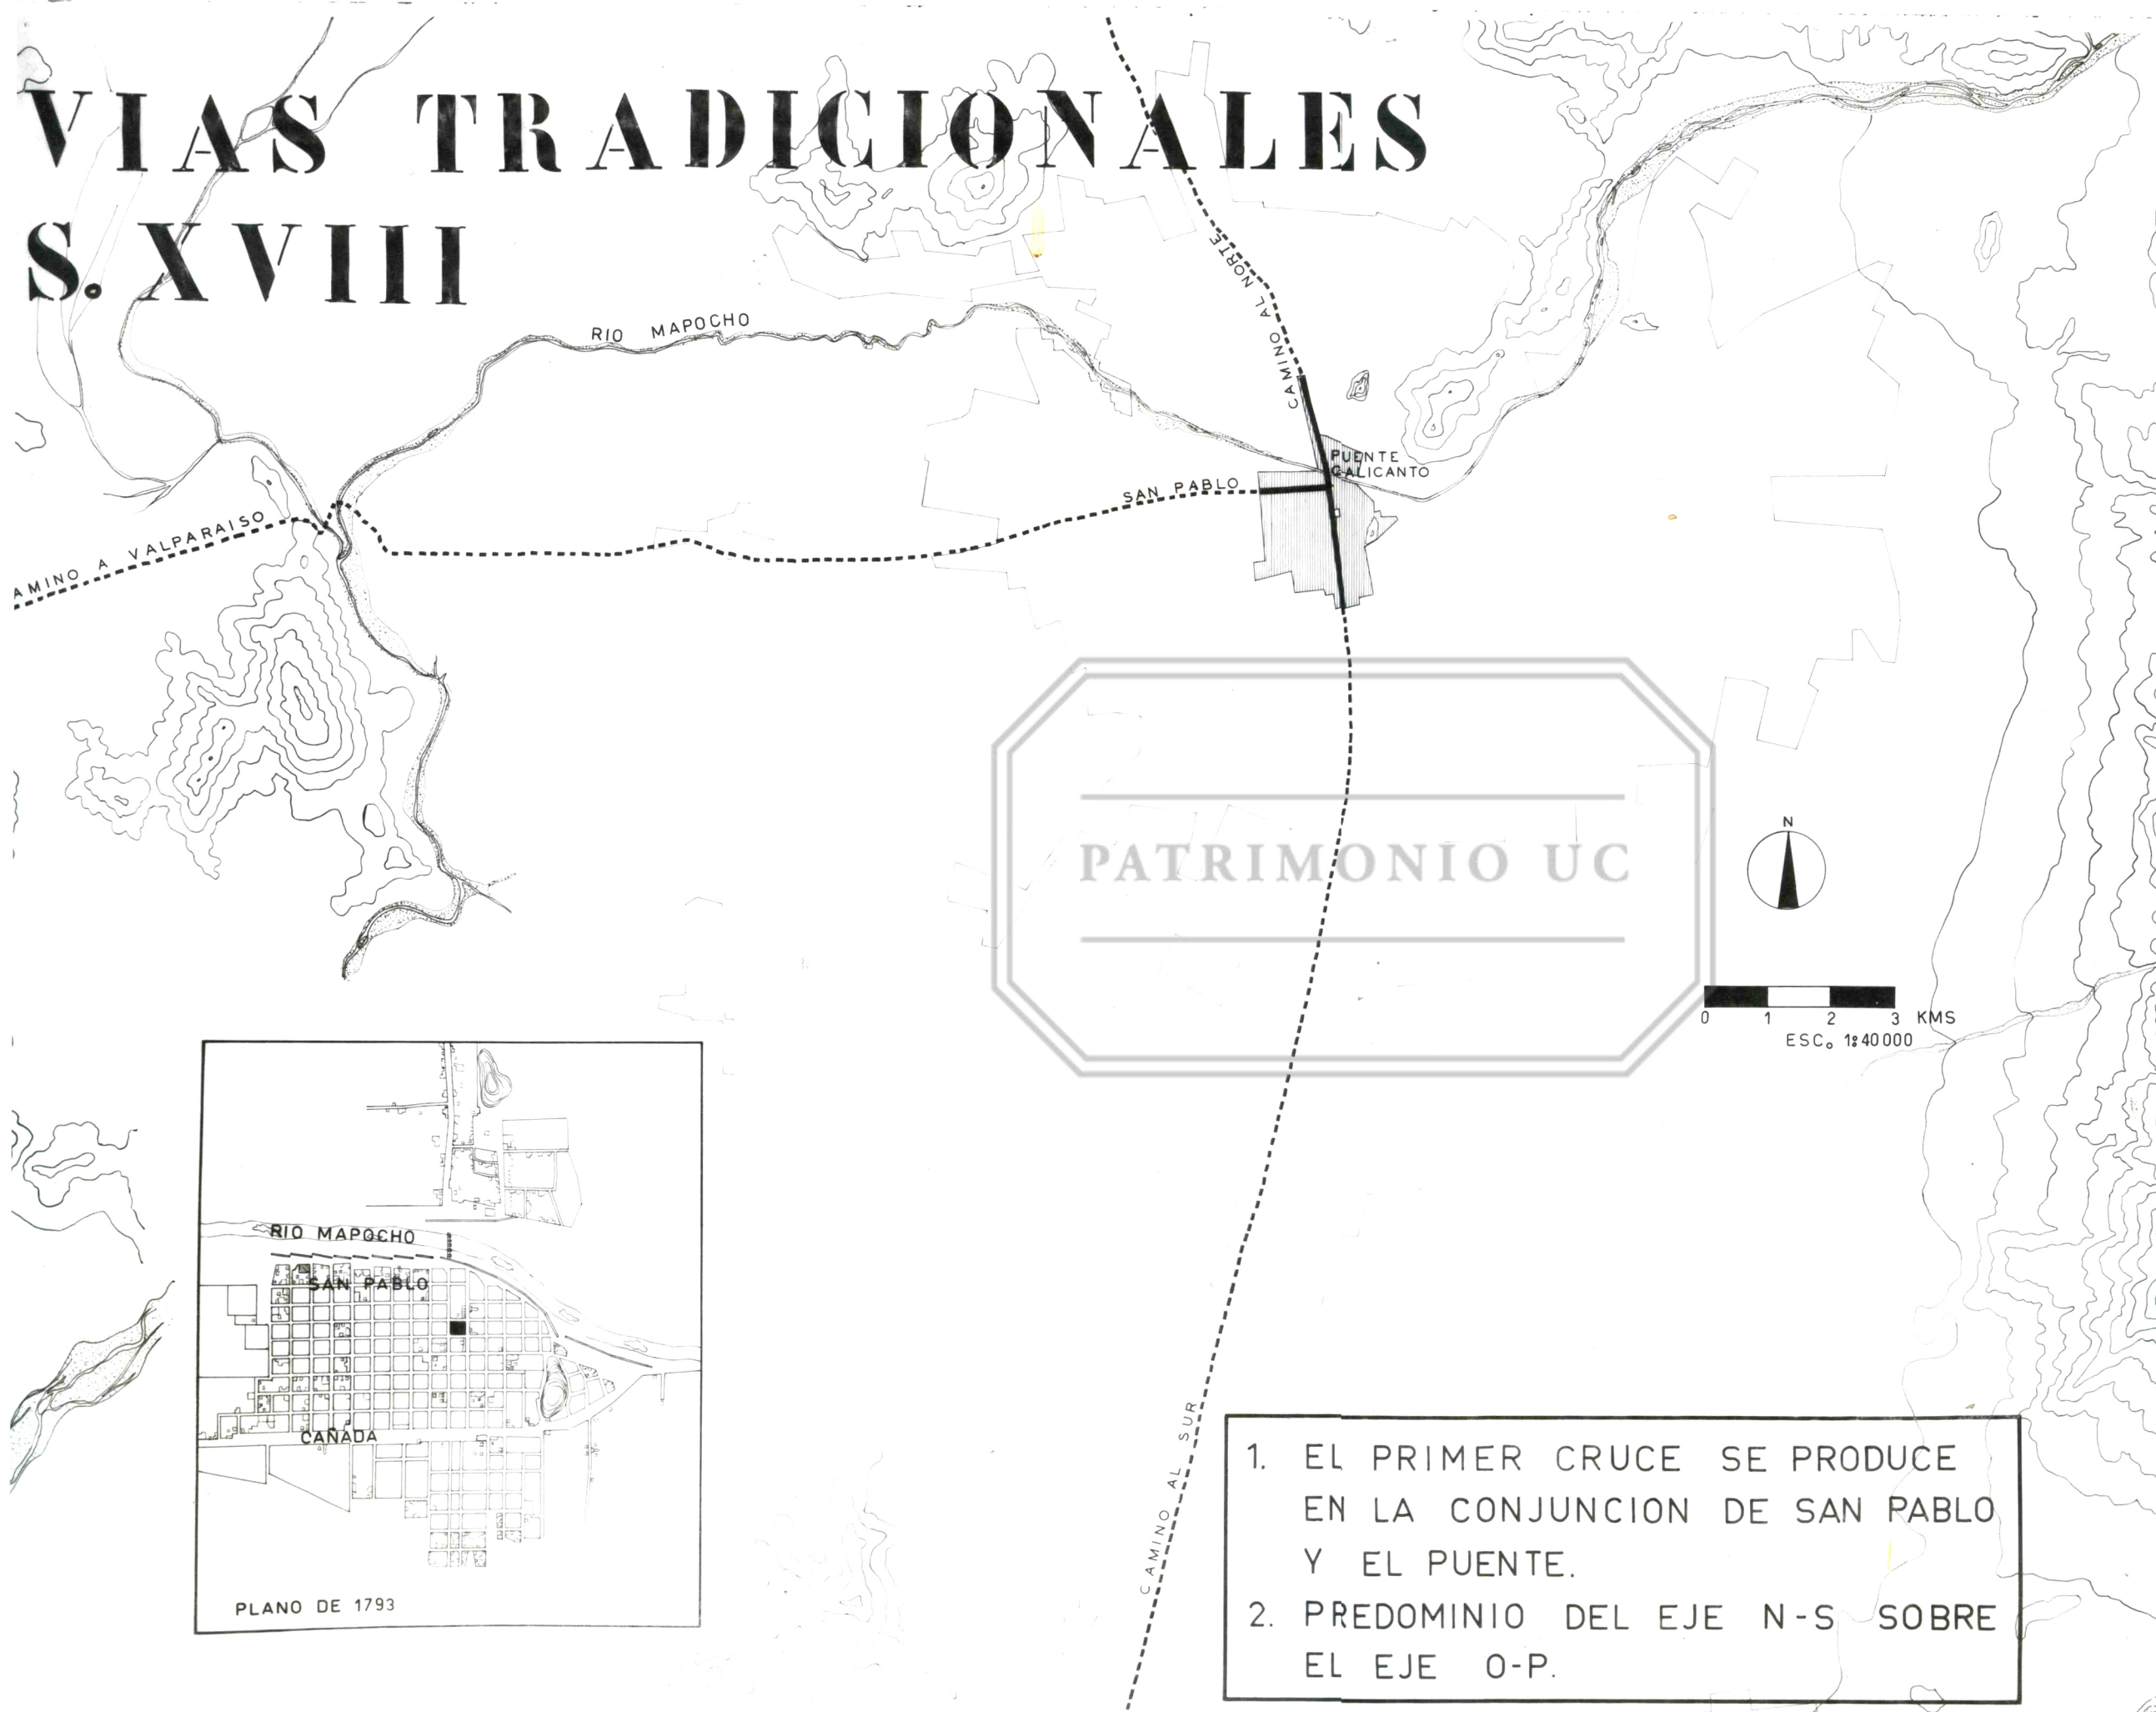 VIAS TRADICIONALES
S. XVIII
RIO MAPOCHO
CAMINO AL NORTE
PUENTE
CALICANTO
SAN PABLO
AMINO A VALPARAISO
PATRIMONIO UC
N
0 1 2 3 KMS
ESC. 1:40000
RIO MAPOCHO
SAN PABLO
CAÑADA
PLANO DE 1793
CAMINO AL SUR
1. EL PRIMER CRUCE SE PRODUCE
EN LA CONJUNCION DE SAN PABLO
Y EL PUENTE.
2. PREDOMINIO DEL EJE N-S SOBRE
EL EJE O-P.